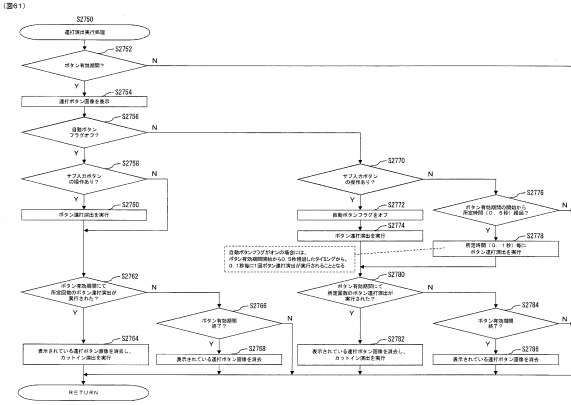 (図61)
S2750
連打演出実行処理
S2752
ボタン有効期間?
N
Y
S2754
連打ボタン画像を表示
S2756
自動ボタン
フラグオフ?
N
Y
S2758
サブ入力ボタン
の操作あり?
N
Y
S2760
ボタン連打演出を実行
S2770
サブ入力ボタン
の操作あり?
N
Y
S2772
自動ボタンフラグをオフ
S2774
ボタン連打演出を実行
S2776
ボタン有効期間の開始から
所定時間(0.5秒)経過?
N
Y
S2778
所定時間(0.1秒)毎に
ボタン連打演出を実行
自動ボタンフラグがオンの場合には、
ボタン有効期間開始から0.5秒経過したタイミングから、
0.1秒毎に1回ボタン連打演出が実行されることとなる
S2762
ボタン有効期間にて
所定回数のボタン連打演出が
実行された?
N
Y
S2764
表示されている連打ボタン画像を消去し、
カットイン演出を実行
S2766
ボタン有効期間
終了?
N
Y
S2768
表示されている連打ボタン画像を消去
S2780
ボタン有効期間にて
所定回数のボタン連打演出が
実行された?
N
Y
S2782
表示されている連打ボタン画像を消去し、
カットイン演出を実行
S2784
ボタン有効期間
終了?
N
Y
S2786
表示されている連打ボタン画像を消去
RETURN